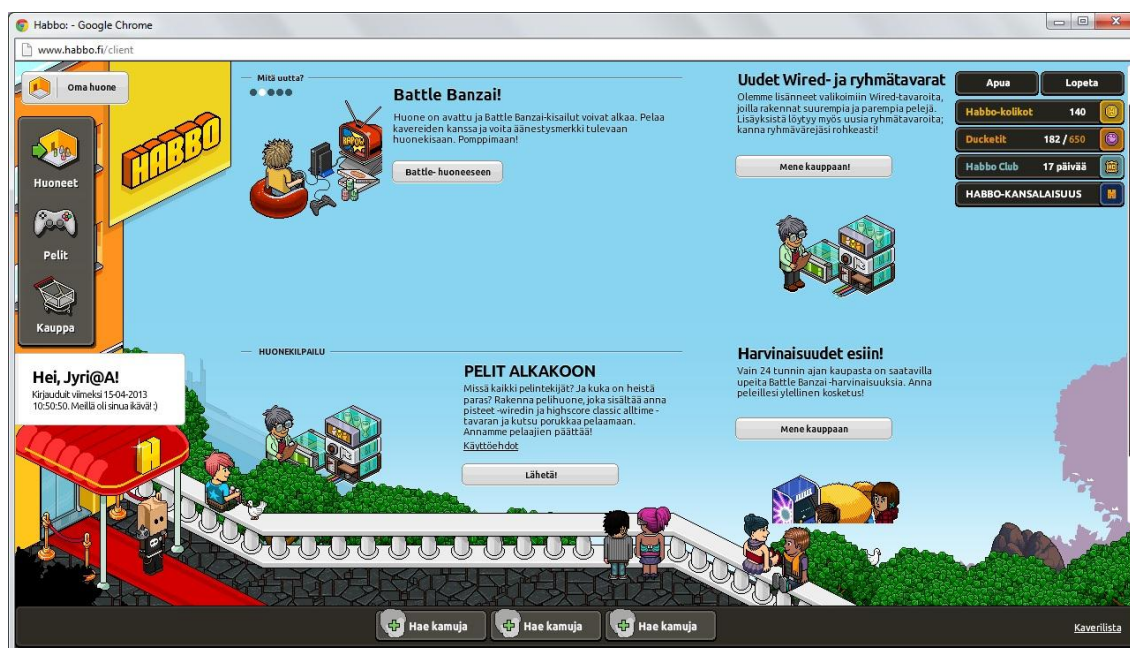 Habbo: - Google Chrome
www.habbo.fi/client
Oma huone
HABBO
Huoneet
Pelit
Kauppa
Hei, Jyri@A!
Kirjauduit viimeksi 15-04-2013
10:50:50. Meillä oli sinua ikävä! :)
Mitä uutta?
Battle Banzai!
Huone on avattu ja Battle Banzai-kisailut voivat alkaa. Pelaa
kavereiden kanssa ja voita äänestysmerkki tulevaan
huonekisaan. Pomppimaan!
Battle- huoneeseen
Uudet Wired- ja ryhmätavarat
Olemme lisänneet valikoimiin Wired-tavaroita,
joilla rakennat suurempia ja parempia pelejä.
Lisäyksistä löytyy myös uusia ryhmätavaroita;
kanna ryhmävärejäsi rohkeasti!
Mene kauppaan!
Apua
Lopeta
Habbo-kolikot 140
Ducketit 182 / 650
Habbo Club 17 päivää
HABBO-KANSALAISUUS
HUONEKILPAILU
PELIT ALKAKOON
Missä kaikki pelintekijät? Ja kuka on heistä
paras? Rakenna pelihuone, joka sisältää anna
pisteet -wiredin ja highscore classic alltime -
tavaran ja kutsu porukkaa pelaamaan.
Annamme pelaajien päättää!
Käyttöehdot
Lähetä!
Harvinaisuudet esiin!
Vain 24 tunnin ajan kaupasta on saatavilla
upeita Battle Banzai -harvinaisuuksia. Anna
peleillesi ylellinen kosketus!
Mene kauppaan
H
Hae kamuja
Hae kamuja
Hae kamuja
Kaverilista